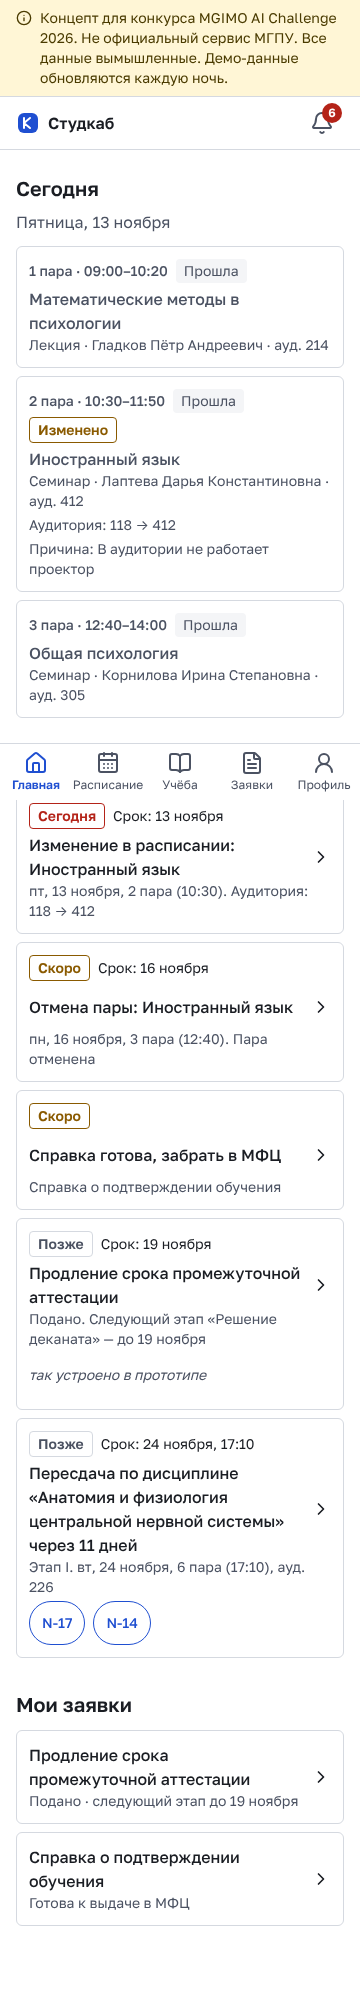 Концепт для конкурса MGIMO AI Challenge
2026. Не официальный сервис МГПУ. Все
данные вымышленные. Демо-данные
обновляются каждую ночь.
Студкаб
6
Сегодня
Пятница, 13 ноября
1 пара · 09:00–10:20 Прошла
Математические методы в
психологии
Лекция · Гладков Пётр Андреевич · ауд. 214
2 пара · 10:30–11:50 Прошла
Изменено
Иностранный язык
Семинар · Лаптева Дарья Константиновна ·
ауд. 412
Аудитория: 118 → 412
Причина: В аудитории не работает
проектор
3 пара · 12:40–14:00 Прошла
Общая психология
Семинар · Корнилова Ирина Степановна ·
ауд. 305
Главная Расписание Учёба Заявки Профиль
Сегодня Срок: 13 ноября
Изменение в расписании:
Иностранный язык
пт, 13 ноября, 2 пара (10:30). Аудитория:
118 → 412
Скоро Срок: 16 ноября
Отмена пары: Иностранный язык
пн, 16 ноября, 3 пара (12:40). Пара
отменена
Скоро
Справка готова, забрать в МФЦ
Справка о подтверждении обучения
Позже Срок: 19 ноября
Продление срока промежуточной
аттестации
Подано. Следующий этап «Решение
деканата» — до 19 ноября
так устроено в прототипе
Позже Срок: 24 ноября, 17:10
Пересдача по дисциплине
«Анатомия и физиология
центральной нервной системы»
через 11 дней
Этап I. вт, 24 ноября, 6 пара (17:10), ауд.
226
N-17 N-14
Мои заявки
Продление срока
промежуточной аттестации
Подано · следующий этап до 19 ноября
Справка о подтверждении
обучения
Готова к выдаче в МФЦ